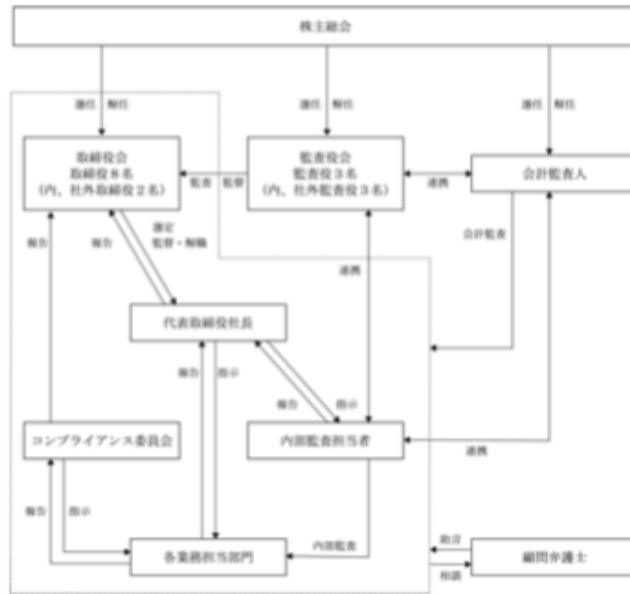 株主総会
選任 解任
選任 解任
選任 解任
取締役会
取締役8名
(内、社外取締役2名)
監査 監督
監査役会
監査役3名
(内、社外監査役3名)
連携
会計監査人
報告
報告
選定
監督・解職
連携
会計監査
代表取締役社長
報告
指示
報告
指示
コンプライアンス委員会
内部監査担当者
連携
報告
指示
各業務担当部門
内部監査
助言
相談
顧問弁護士